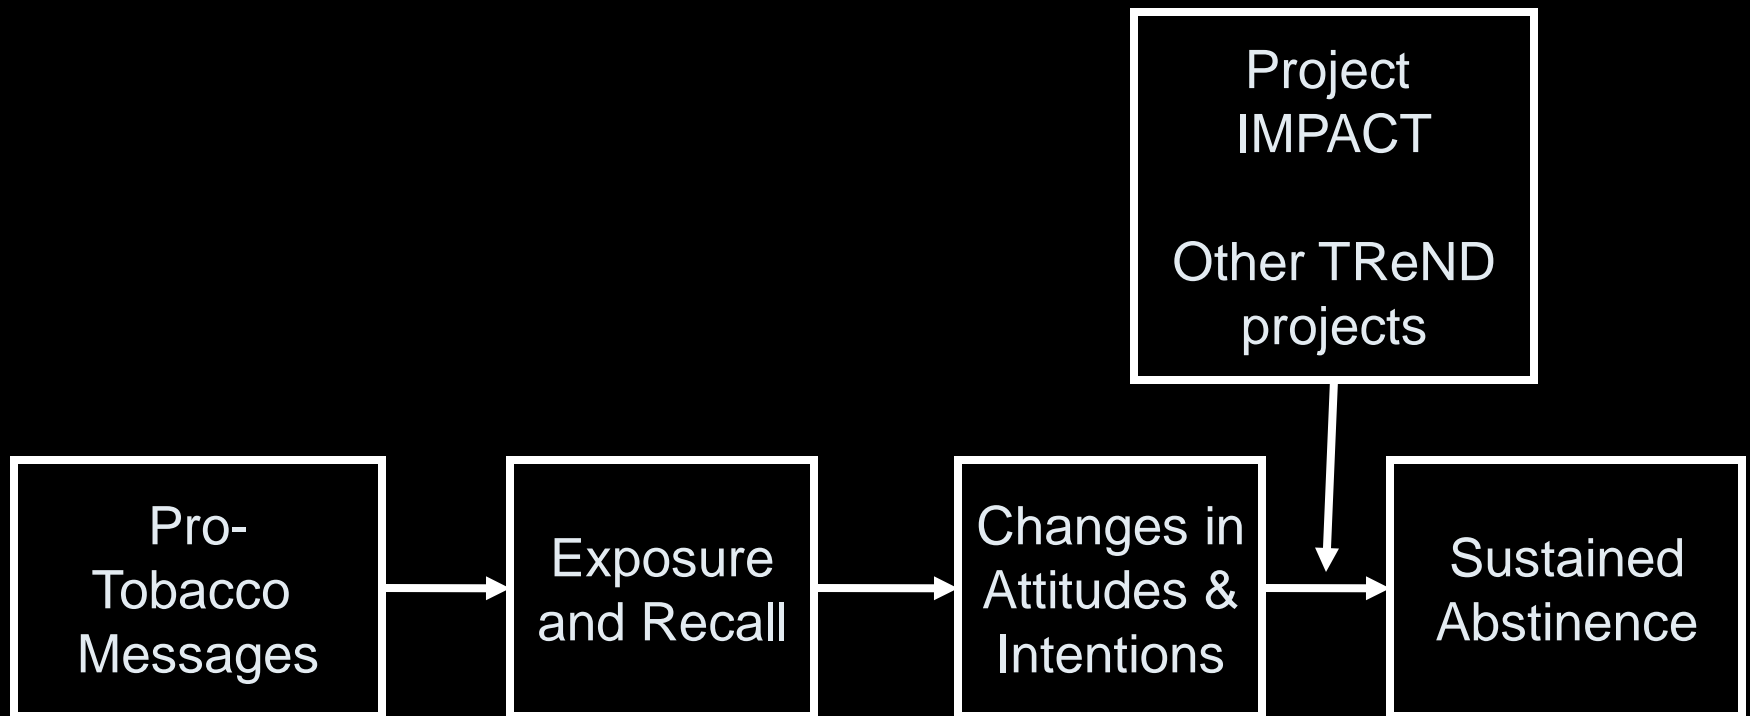 Project
IMPACT
Other TReND
projects
Pro-
Tobacco
Messages
Exposure
and Recall
Changes in
Attitudes &
Intentions
Sustained
Abstinence